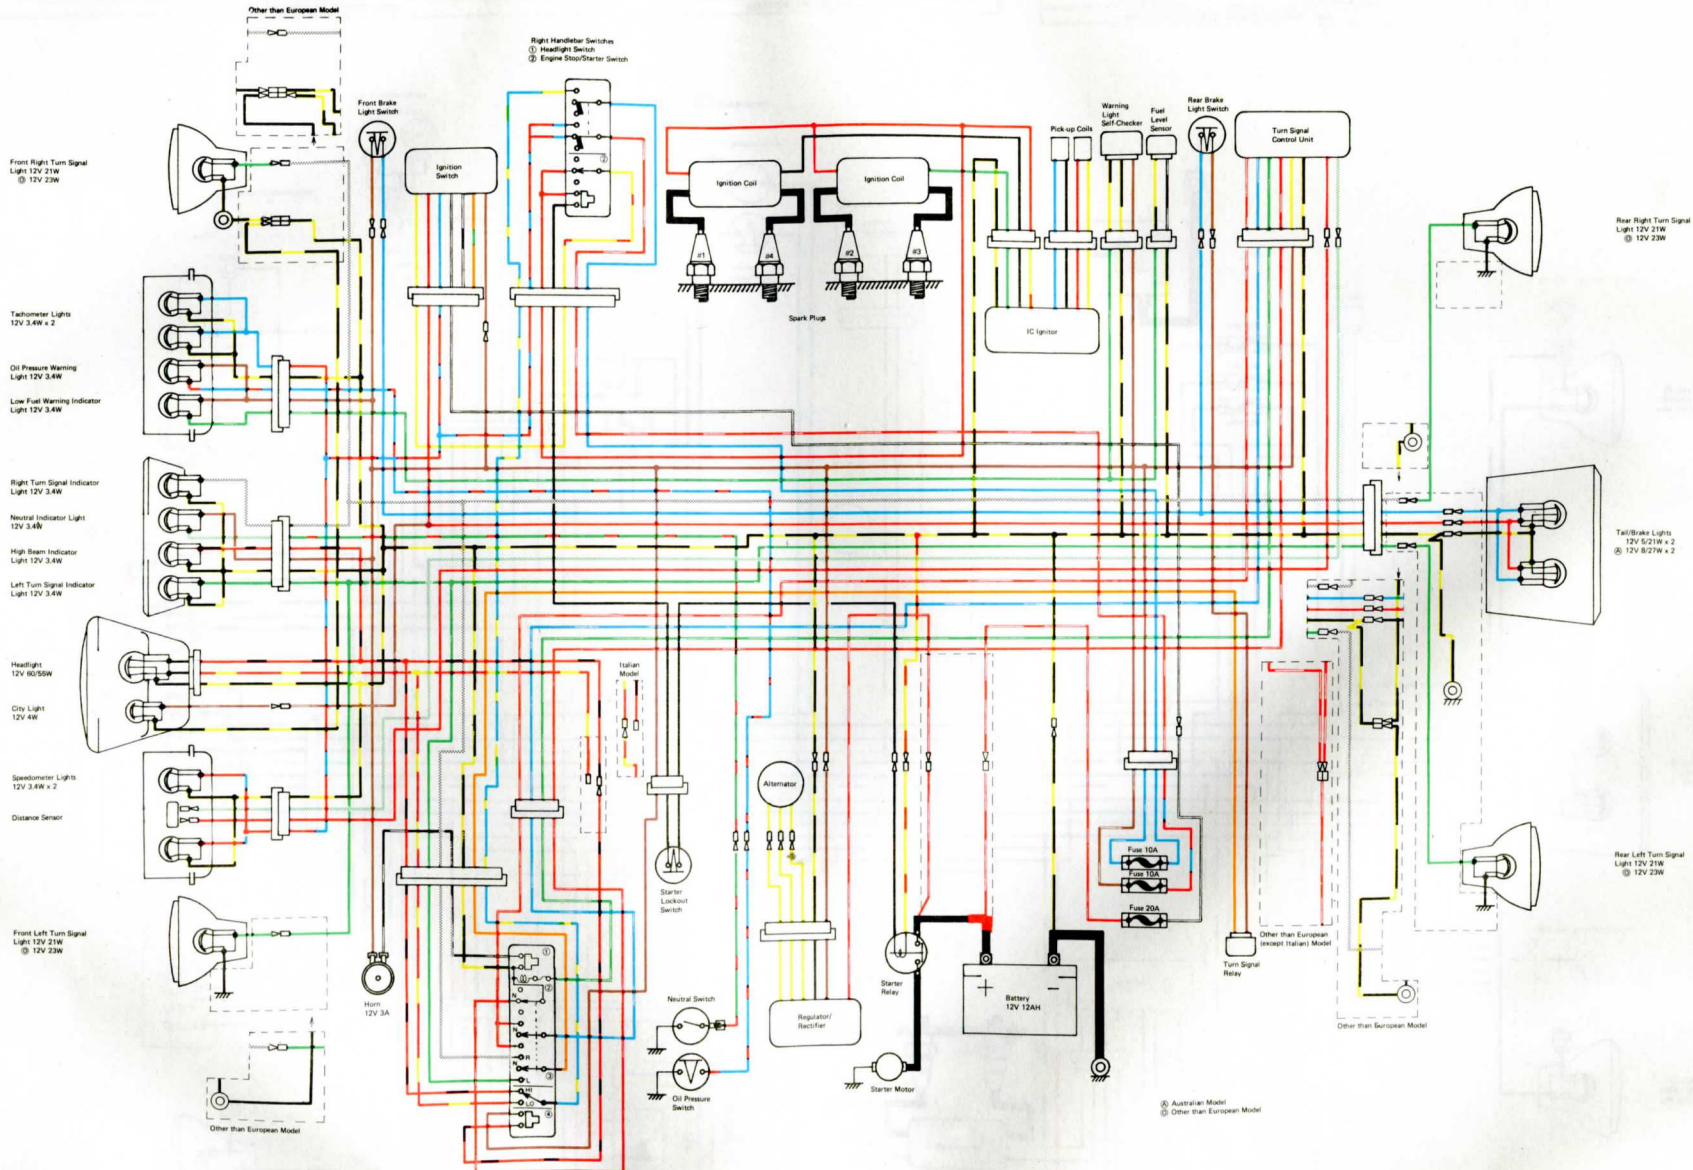 Other than European Model
Right Handlebar Switches
① Headlight Switch
② Engine Stop/Starter Switch
Front Brake
Light Switch
Ignition
Switch
②
Ignition Coil
Ignition Coil
Pick-up Coils
Warning
Light
Self-Checker
Fuel
Level
Sensor
Rear Brake
Light Switch
Turn Signal
Control Unit
Front Right Turn Signal
Light 12V 21W
Ⓞ 12V 23W
Rear Right Turn Signal
Light 12V 21W
Ⓞ 12V 23W
#1
#4
#2
#3
Spark Plugs
IC Ignitor
Tachometer Lights
12V 3.4W x 2
Oil Pressure Warning
Light 12V 3.4W
Low Fuel Warning Indicator
Light 12V 3.4W
Right Turn Signal Indicator
Light 12V 3.4W
Neutral Indicator Light
12V 3.4W
High Beam Indicator
Light 12V 3.4W
Left Turn Signal Indicator
Light 12V 3.4W
Tail/Brake Lights
12V 5/21W x 2
Ⓐ 12V 8/27W x 2
Headlight
12V 60/55W
City Light
12V 4W
Italian
Model
Speedometer Lights
12V 3.4W x 2
Distance Sensor
Alternator
Fuse 10A
Fuse 10A
Fuse 20A
Starter
Lockout
Switch
Rear Left Turn Signal
Light 12V 21W
Ⓞ 12V 23W
Front Left Turn Signal
Light 12V 21W
Ⓞ 12V 23W
Other than European
(except Italian) Model
Turn Signal
Relay
Horn
12V 3A
①
②
N
N
R
N
③
L
HI
LO
④
Neutral Switch
Oil Pressure
Switch
Regulator/
Rectifier
Starter
Relay
+
−
Battery
12V 12AH
Starter Motor
Other than European Model
Other than European Model
Ⓐ Australian Model
Ⓞ Other than European Model